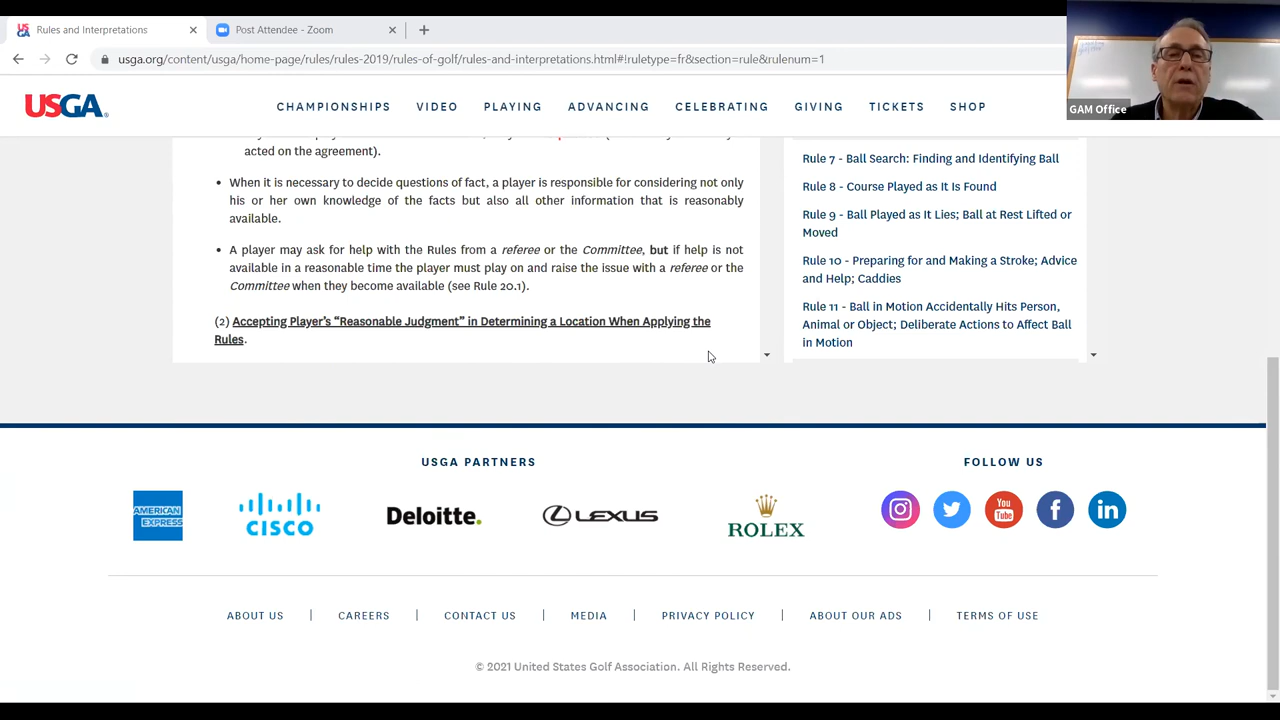 Rules and Interpretations
Post Attendee - Zoom
usga.org/content/usga/home-page/rules/rules-201
les-of-golf/rules-and-interpretations.html#!ruletype=fr&section=rule&rulenum=1
GAM Office
USGA
CHAMPIONSHIPS VIDEO PLAYING ADVANCING CELEBRATING GIVING TICKETS SHOP
acted on the agreement).
• When it is necessary to decide questions of fact, a player is responsible for considering not only
his or her own knowledge of the facts but also all other information that is reasonably
available.
• A player may ask for help with the Rules from a referee or the Committee, but if help is not
available in a reasonable time the player must play on and raise the issue with a referee or the
Committee when they become available (see Rule 20.1).
(2) Accepting Player’s “Reasonable Judgment” in Determining a Location When Applying the
Rules.
Rule 7 - Ball Search: Finding and Identifying Ball
Rule 8 - Course Played as It Is Found
Rule 9 - Ball Played as It Lies; Ball at Rest Lifted or
Moved
Rule 10 - Preparing for and Making a Stroke; Advice
and Help; Caddies
Rule 11 - Ball in Motion Accidentally Hits Person,
Animal or Object; Deliberate Actions to Affect Ball
in Motion
USGA PARTNERS
AMERICAN
EXPRESS
CISCO
Deloitte.
LEXUS
ROLEX
FOLLOW US
You
Tube
f
in
ABOUT US | CAREERS | CONTACT US | MEDIA | PRIVACY POLICY | ABOUT OUR ADS | TERMS OF USE
© 2021 United States Golf Association. All Rights Reserved.